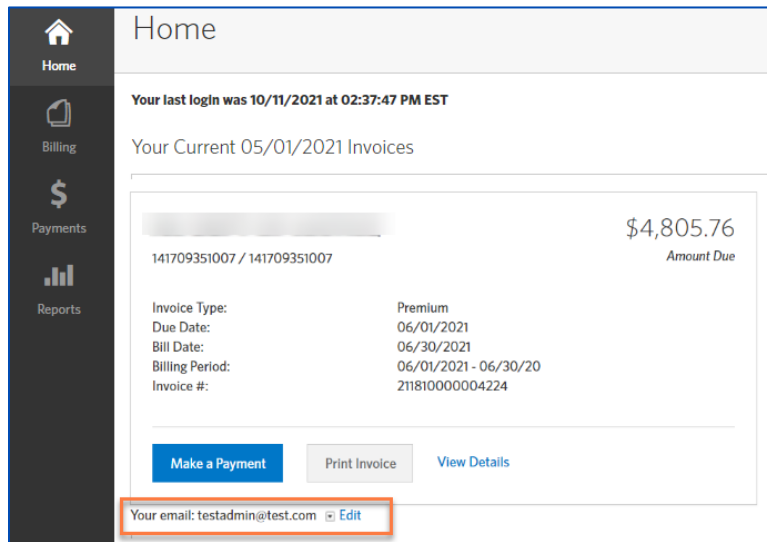 Home
Home
Your last login was 10/11/2021 at 02:37:47 PM EST
Billing
Your Current 05/01/2021 Invoices
Payments
$4,805.76
141709351007 / 141709351007
Amount Due
Reports
Invoice Type: Premium
Due Date: 06/01/2021
Bill Date: 06/30/2021
Billing Period: 06/01/2021 - 06/30/20
Invoice #: 211810000004224
Make a Payment Print Invoice View Details
Your email: testadmin@test.com Edit